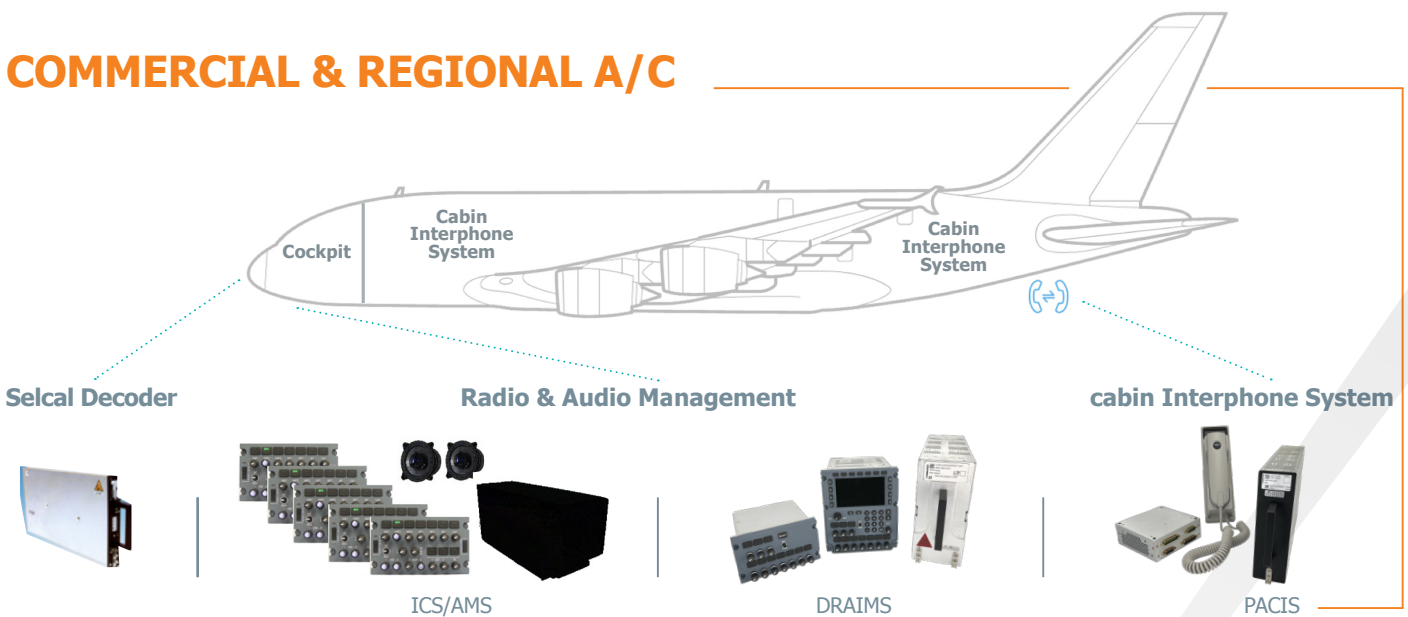 COMMERCIAL & REGIONAL A/C
Cockpit
Cabin
Interphone
System
Cabin
Interphone
System
Selcal Decoder
Radio & Audio Management
cabin Interphone System
ICS/AMS
DRAIMS
PACIS